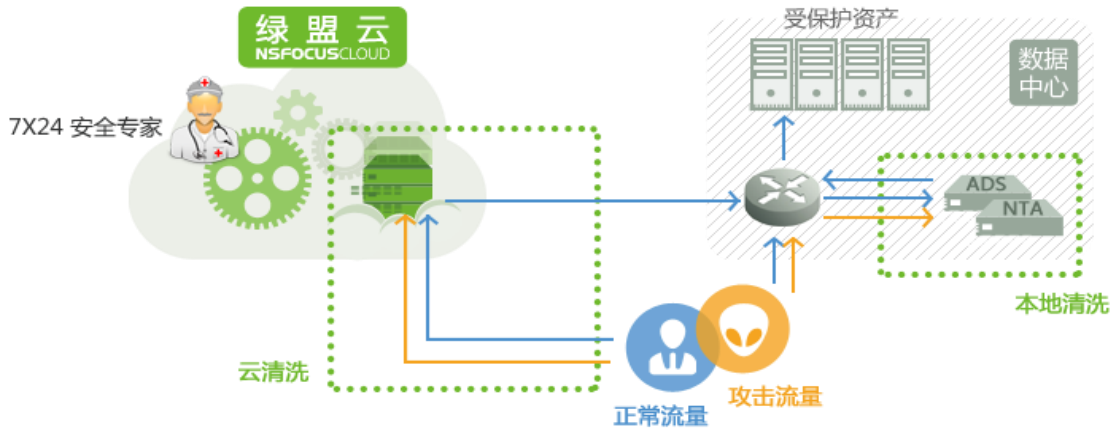 绿盟云
NSFOCUSCLOUD
受保护资产
数据
中心
7X24 安全专家
ADS
NTA
本地清洗
云清洗
攻击流量
正常流量